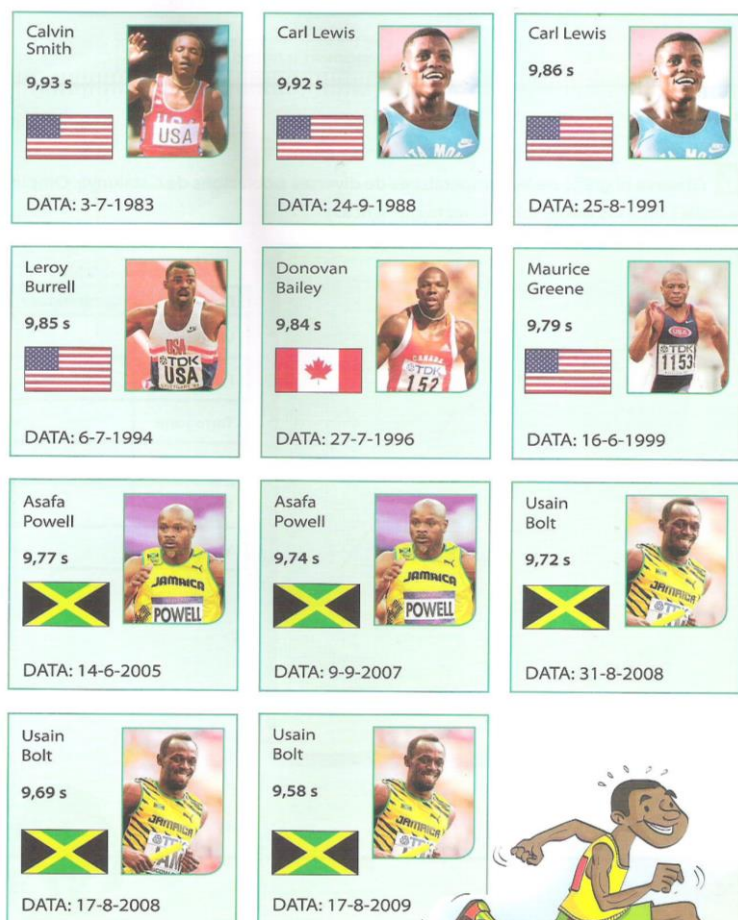 Calvin
Smith
9,93 s
USA
DATA: 3-7-1983
Carl Lewis
9,92 s
DATA: 24-9-1988
Carl Lewis
9,86 s
DATA: 25-8-1991
Leroy
Burrell
9,85 s
USA
TDK
USA
DATA: 6-7-1994
Donovan
Bailey
9,84 s
CANADA
TDK
152
DATA: 27-7-1996
Maurice
Greene
9,79 s
USA
TDK
1153
DATA: 16-6-1999
Asafa
Powell
9,77 s
JAMAICA
POWELL
DATA: 14-6-2005
Asafa
Powell
9,74 s
JAMAICA
POWELL
DATA: 9-9-2007
Usain
Bolt
9,72 s
JAMAICA
DATA: 31-8-2008
Usain
Bolt
9,69 s
JAMAICA
DATA: 17-8-2008
Usain
Bolt
9,58 s
JAMAICA
DATA: 17-8-2009